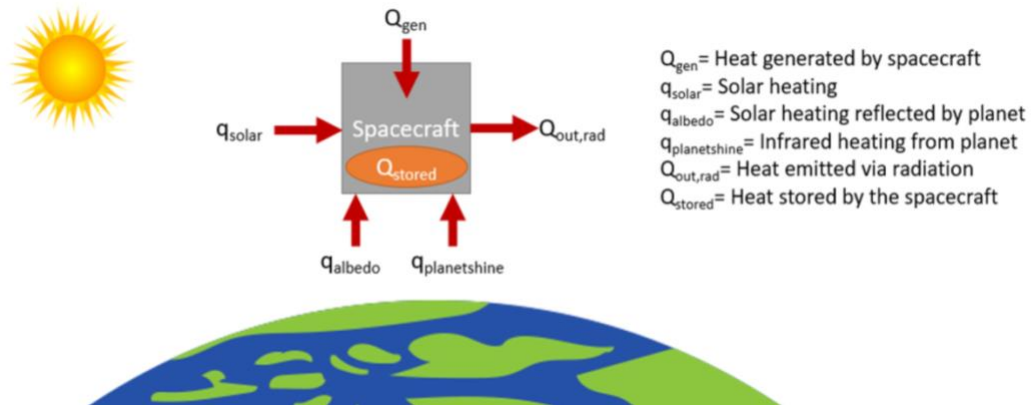 Qgen
qsolar
Spacecraft
Qout,rad
Qstored
qalbedo
qplanetshine
Qgen= Heat generated by spacecraft
qsolar= Solar heating
qalbedo= Solar heating reflected by planet
qplanetshine= Infrared heating from planet
Qout,rad= Heat emitted via radiation
Qstored= Heat stored by the spacecraft